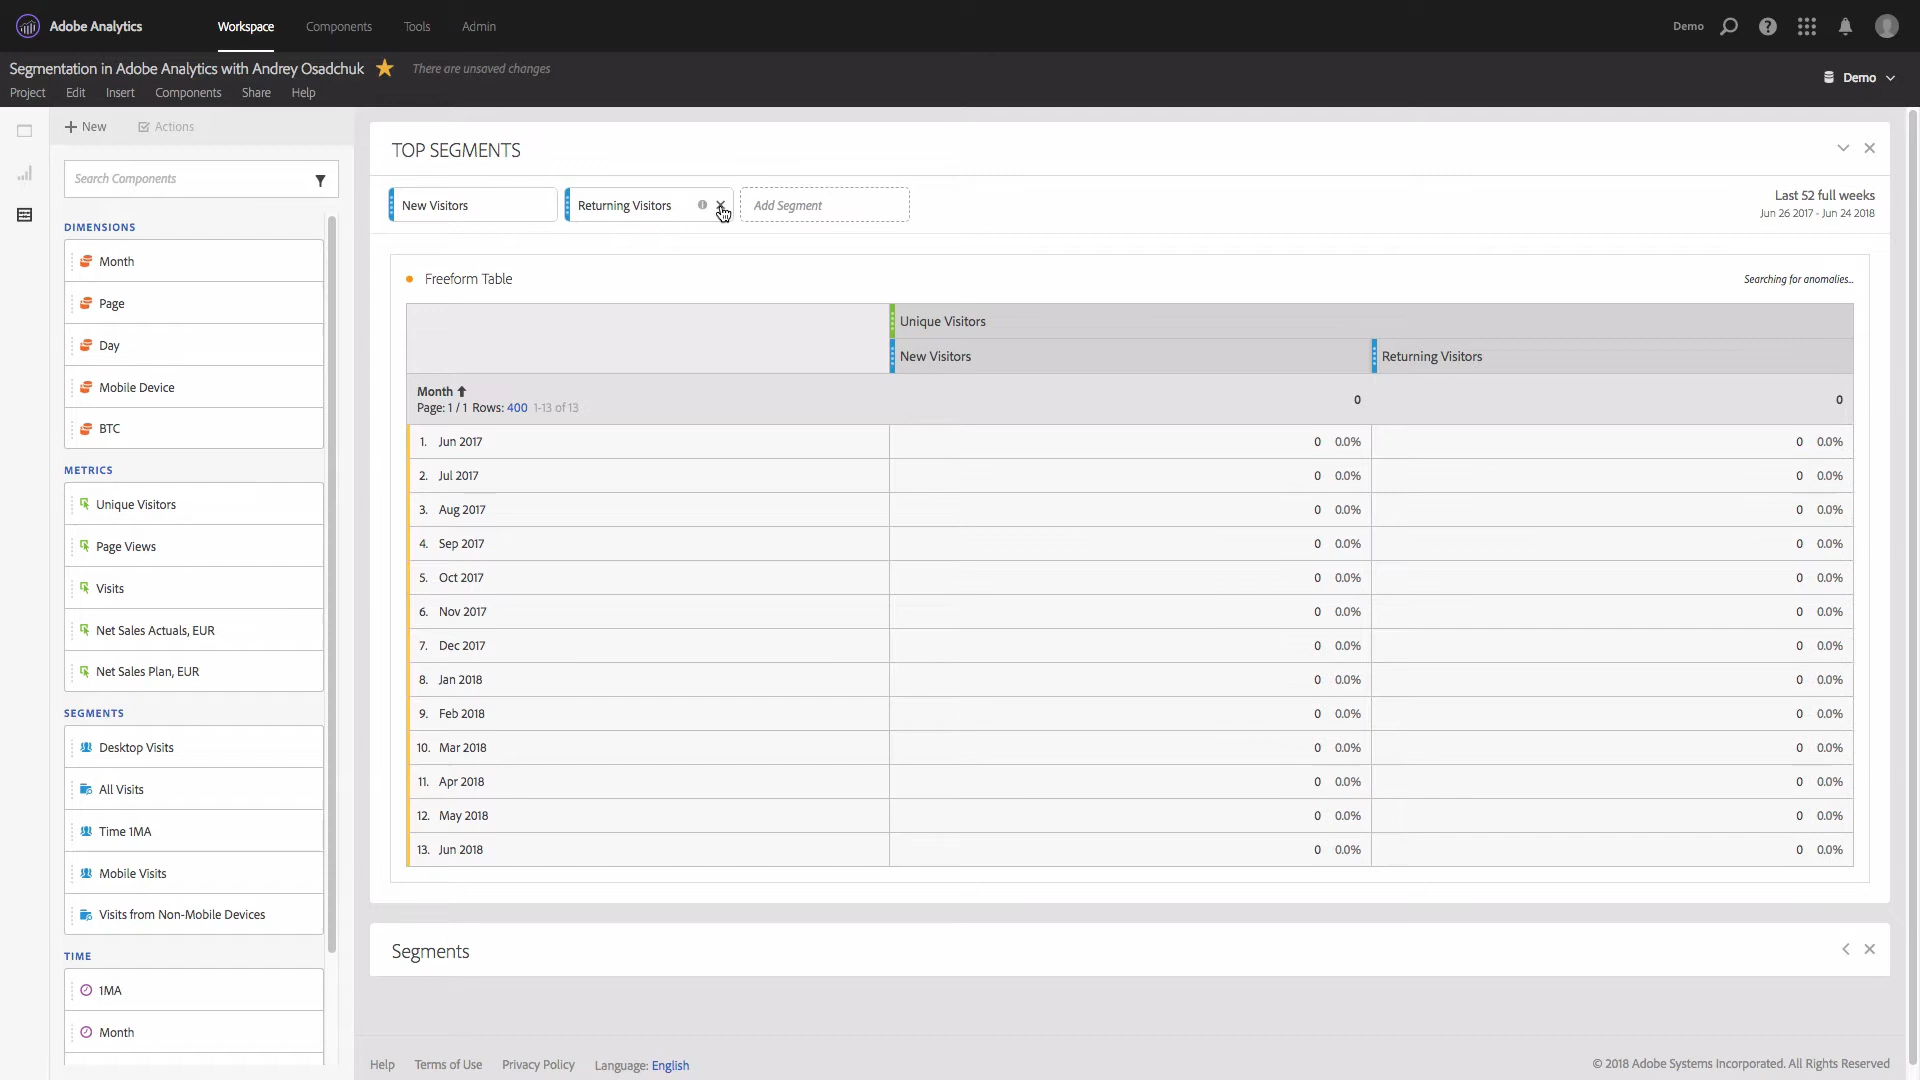 Adobe Analytics
Workspace
Components
Tools
Admin
Demo
Segmentation in Adobe Analytics with Andrey Osadchuk
There are unsaved changes
Demo
Project
Edit
Insert
Components
Share
Help
New
Actions
Search Components
DIMENSIONS
Month
Page
Day
Mobile Device
BTC
METRICS
Unique Visitors
Page Views
Visits
Net Sales Actuals, EUR
Net Sales Plan, EUR
SEGMENTS
Desktop Visits
All Visits
Time 1MA
Mobile Visits
Visits from Non-Mobile Devices
TIME
1MA
Month
TOP SEGMENTS
New Visitors
Returning Visitors
Add Segment
Last 52 full weeks
Jun 26 2017 - Jun 24 2018
Freeform Table
Searching for anomalies...
Unique Visitors
New Visitors
Returning Visitors
Month
Page: 1 / 1 Rows: 400 1-13 of 13
0
0
1. Jun 2017 0 0.0% 0 0.0%
2. Jul 2017 0 0.0% 0 0.0%
3. Aug 2017 0 0.0% 0 0.0%
4. Sep 2017 0 0.0% 0 0.0%
5. Oct 2017 0 0.0% 0 0.0%
6. Nov 2017 0 0.0% 0 0.0%
7. Dec 2017 0 0.0% 0 0.0%
8. Jan 2018 0 0.0% 0 0.0%
9. Feb 2018 0 0.0% 0 0.0%
10. Mar 2018 0 0.0% 0 0.0%
11. Apr 2018 0 0.0% 0 0.0%
12. May 2018 0 0.0% 0 0.0%
13. Jun 2018 0 0.0% 0 0.0%
Segments
Help
Terms of Use
Privacy Policy
Language: English
© 2018 Adobe Systems Incorporated. All Rights Reserved